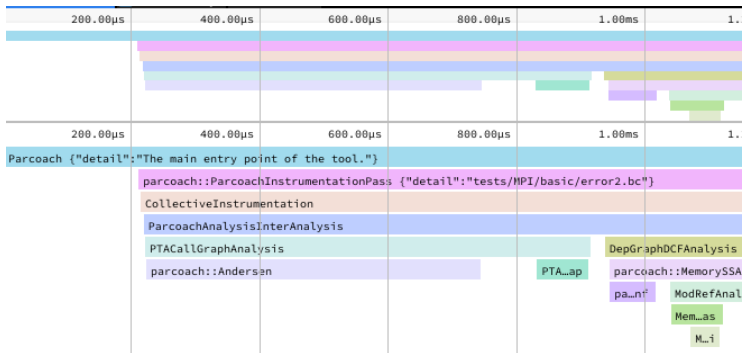 200.00µs 400.00µs 600.00µs 800.00µs 1.00ms 1.
200.00µs 400.00µs 600.00µs 800.00µs 1.00ms 1.
Parcoach {"detail":"The main entry point of the tool."}
parcoach::ParcoachInstrumentationPass {"detail":"tests/MPI/basic/error2.bc"}
CollectiveInstrumentation
ParcoachAnalysisInterAnalysis
PTACallGraphAnalysis DepGraphDCFAnalysis
parcoach::Andersen PTA…ap parcoach::MemorySSA
ModRefAnal
Mem…as
M…i